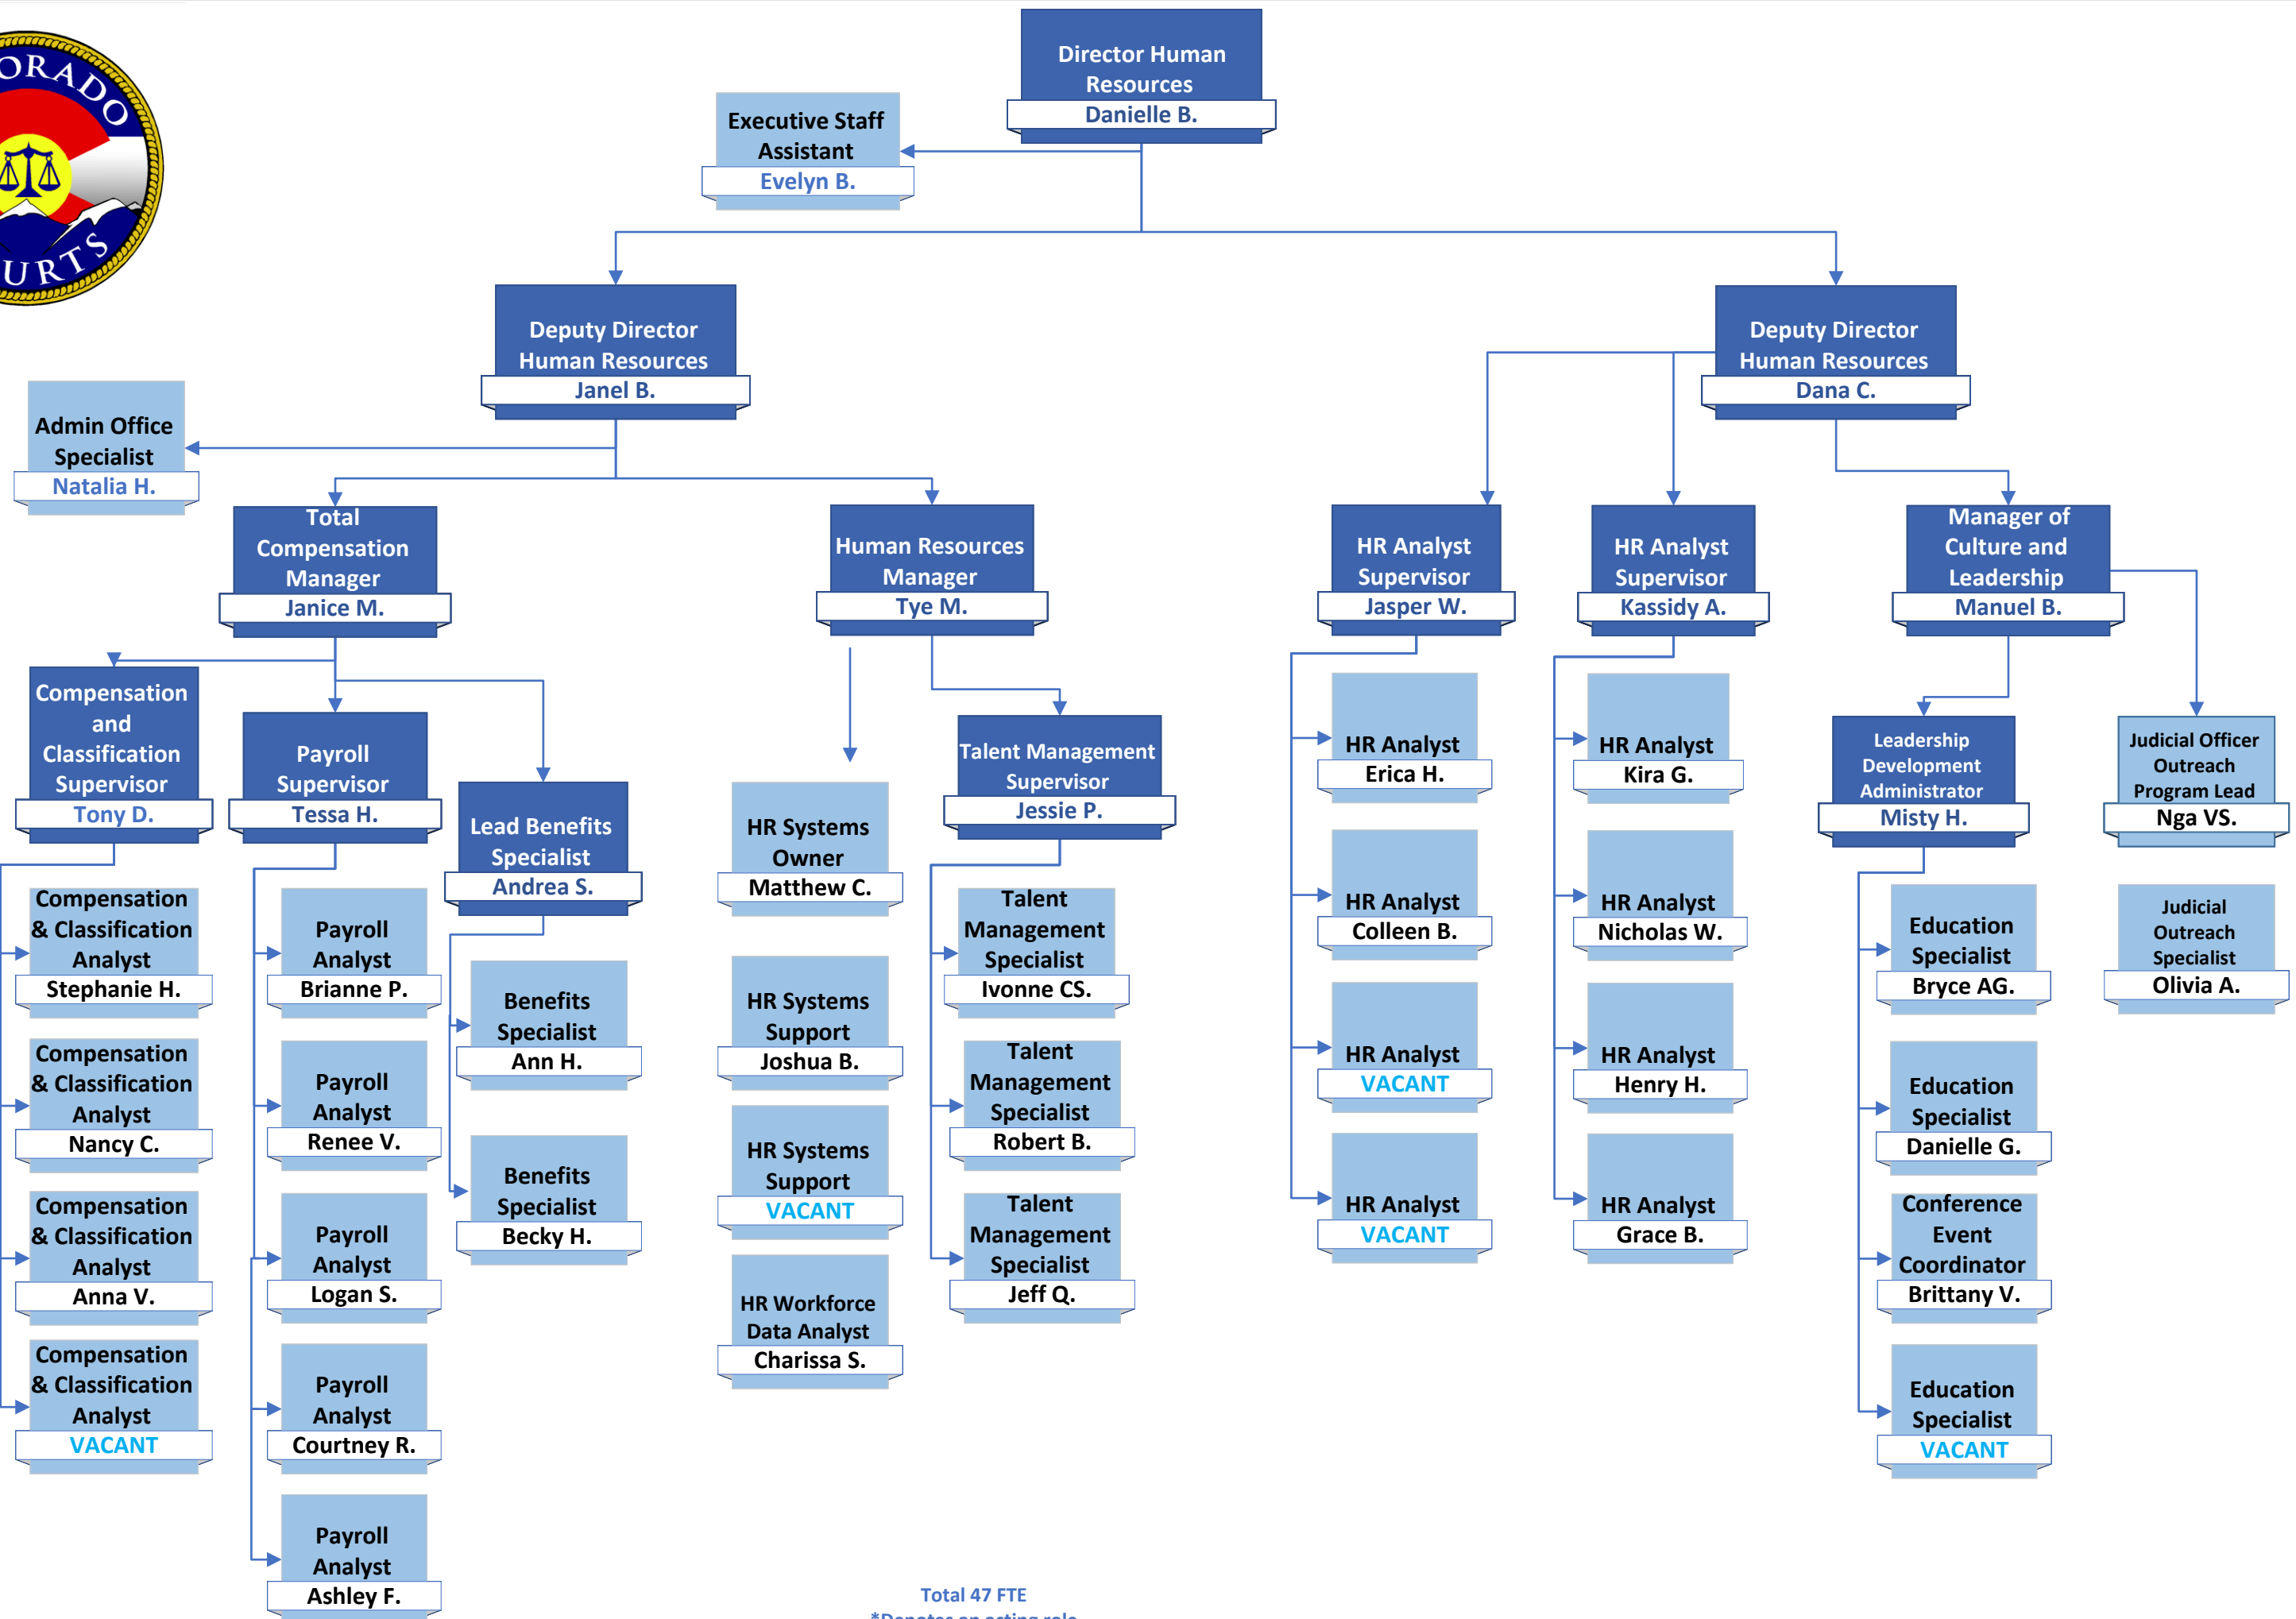 ORADO
URTS
Director Human
Resources
Danielle B.
Executive Staff
Assistant
Evelyn B.
Deputy Director
Human Resources
Janel B.
Deputy Director
Human Resources
Dana C.
Admin Office
Specialist
Natalia H.
Total
Compensation
Manager
Janice M.
Human Resources
Manager
Tye M.
HR Analyst
Supervisor
Jasper W.
HR Analyst
Supervisor
Kassidy A.
Manager of
Culture and
Leadership
Manuel B.
Compensation
and
Classification
Supervisor
Tony D.
Payroll
Supervisor
Tessa H.
Lead Benefits
Specialist
Andrea S.
Talent Management
Supervisor
Jessie P.
Leadership
Development
Administrator
Misty H.
Judicial Officer
Outreach
Program Lead
Nga VS.
Compensation
& Classification
Analyst
Stephanie H.
Compensation
& Classification
Analyst
Nancy C.
Compensation
& Classification
Analyst
Anna V.
Compensation
& Classification
Analyst
VACANT
Payroll
Analyst
Brianne P.
Payroll
Analyst
Renee V.
Payroll
Analyst
Logan S.
Payroll
Analyst
Courtney R.
Payroll
Analyst
Ashley F.
Benefits
Specialist
Ann H.
Benefits
Specialist
Becky H.
HR Systems
Owner
Matthew C.
HR Systems
Support
Joshua B.
HR Systems
Support
VACANT
HR Workforce
Data Analyst
Charissa S.
Talent
Management
Specialist
Ivonne CS.
Talent
Management
Specialist
Robert B.
Talent
Management
Specialist
Jeff Q.
HR Analyst
Erica H.
HR Analyst
Colleen B.
HR Analyst
VACANT
HR Analyst
VACANT
HR Analyst
Kira G.
HR Analyst
Nicholas W.
HR Analyst
Henry H.
HR Analyst
Grace B.
Education
Specialist
Bryce AG.
Education
Specialist
Danielle G.
Conference
Event
Coordinator
Brittany V.
Education
Specialist
VACANT
Judicial
Outreach
Specialist
Olivia A.
Total 47 FTE
*Denotes an acting role